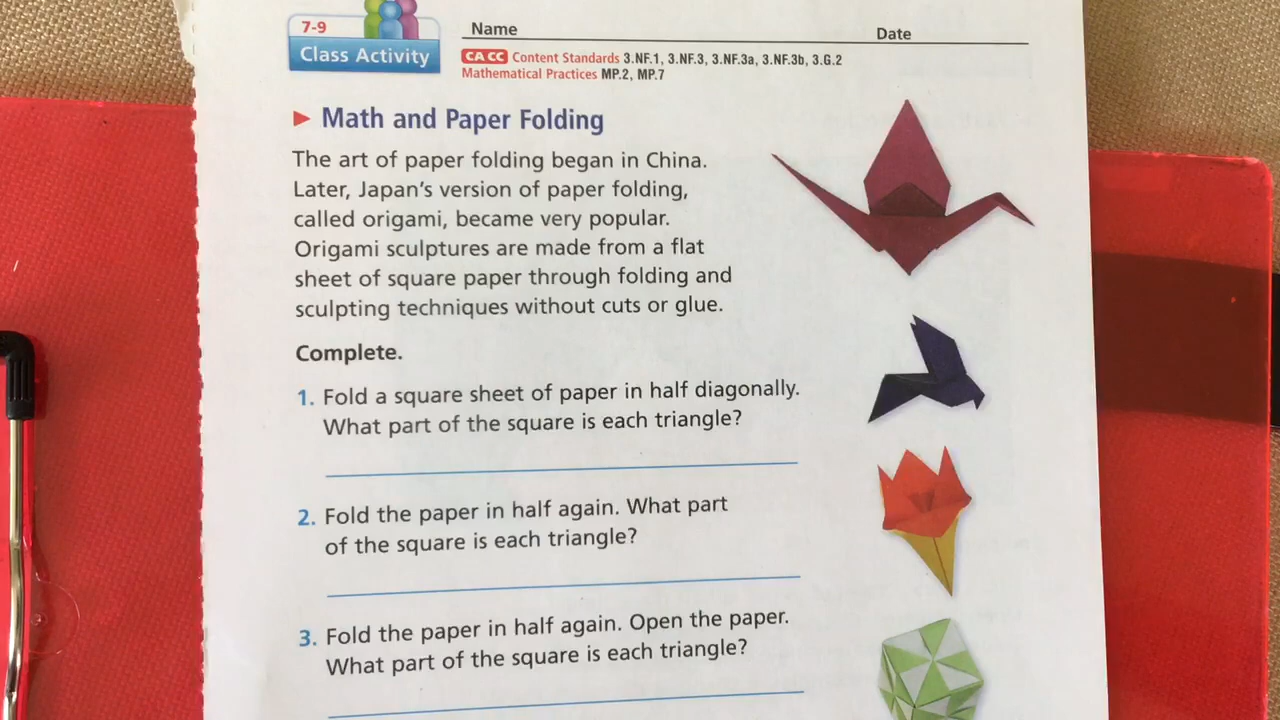 7-9
Class Activity
Name
Date
CA CC Content Standards 3.NF.1, 3.NF.3, 3.NF.3a, 3.NF.3b, 3.G.2
Mathematical Practices MP.2, MP.7
Math and Paper Folding
The art of paper folding began in China.
Later, Japan's version of paper folding,
called origami, became very popular.
Origami sculptures are made from a flat
sheet of square paper through folding and
sculpting techniques without cuts or glue.
Complete.
1. Fold a square sheet of paper in half diagonally.
What part of the square is each triangle?
2. Fold the paper in half again. What part
of the square is each triangle?
3. Fold the paper in half again. Open the paper.
What part of the square is each triangle?